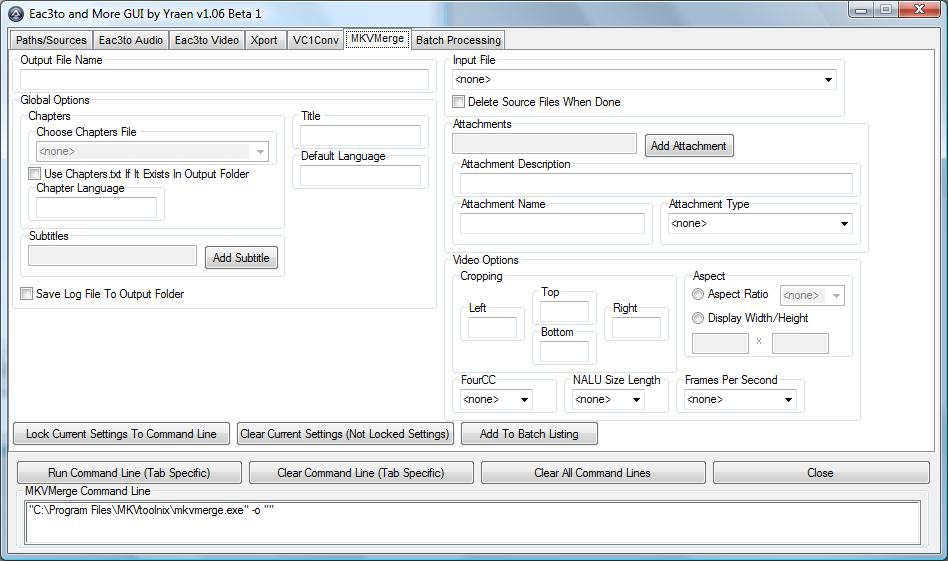 Eac3to and More GUI by Yraen v1.06 Beta 1
Paths/Sources Eac3to Audio Eac3to Video Xport VC1Conv MKVMerge Batch Processing
Output File Name
Global Options
Chapters
Choose Chapters File
<none>
Use Chapters.txt If It Exists In Output Folder
Chapter Language
Title
Default Language
Subtitles
Add Subtitle
Save Log File To Output Folder
Input File
<none>
Delete Source Files When Done
Attachments
Add Attachment
Attachment Description
Attachment Name
Attachment Type
<none>
Video Options
Cropping
Left
Top
Bottom
Right
Aspect
Aspect Ratio <none>
Display Width/Height
x
FourCC
<none>
NALU Size Length
<none>
Frames Per Second
<none>
Lock Current Settings To Command Line Clear Current Settings (Not Locked Settings) Add To Batch Listing
Run Command Line (Tab Specific) Clear Command Line (Tab Specific) Clear All Command Lines Close
MKVMerge Command Line
"C:\Program Files\MKVtoolnix\mkvmerge.exe" -o ""